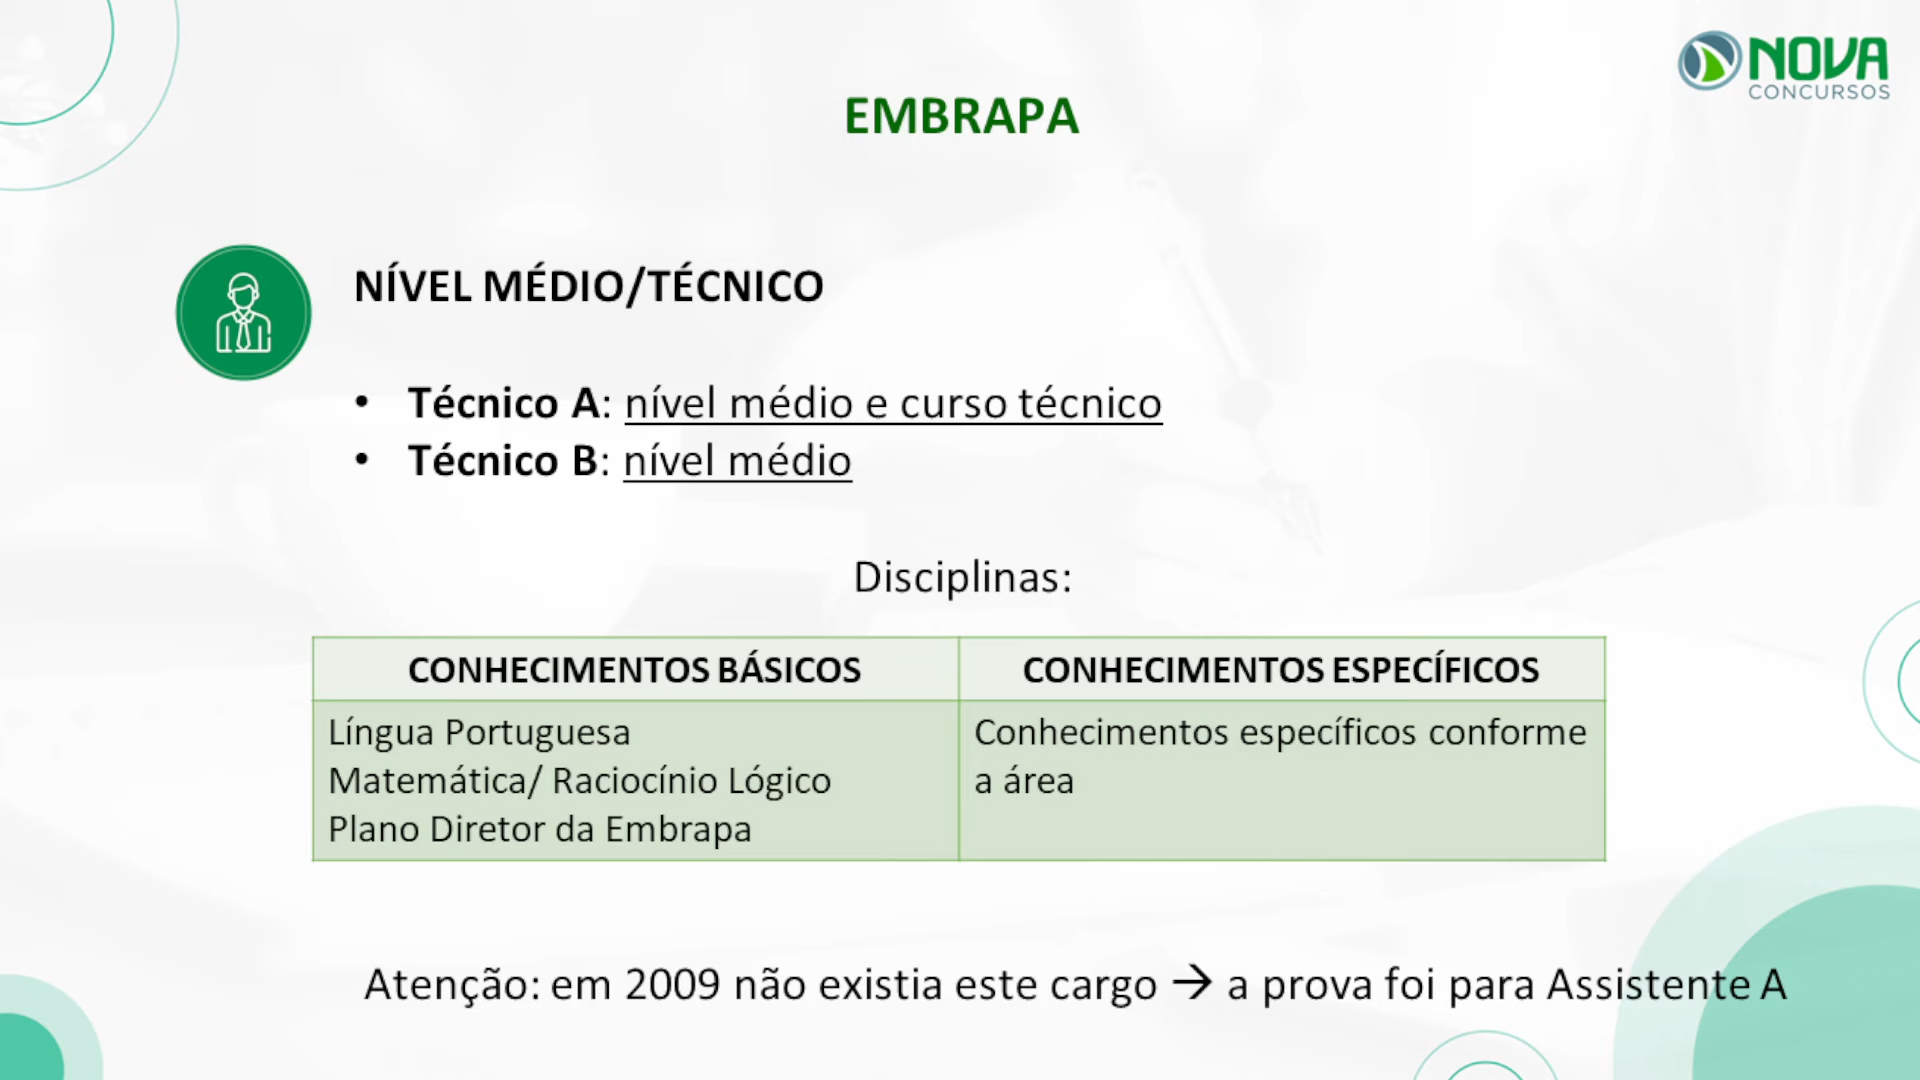 NOVA
CONCURSOS
EMBRAPA
NÍVEL MÉDIO/TÉCNICO
• Técnico A: nível médio e curso técnico
• Técnico B: nível médio
Disciplinas:
CONHECIMENTOS BÁSICOS
CONHECIMENTOS ESPECÍFICOS
Língua Portuguesa
Matemática/ Raciocínio Lógico
Plano Diretor da Embrapa
Conhecimentos específicos conforme
a área
Atenção: em 2009 não existia este cargo → a prova foi para Assistente A